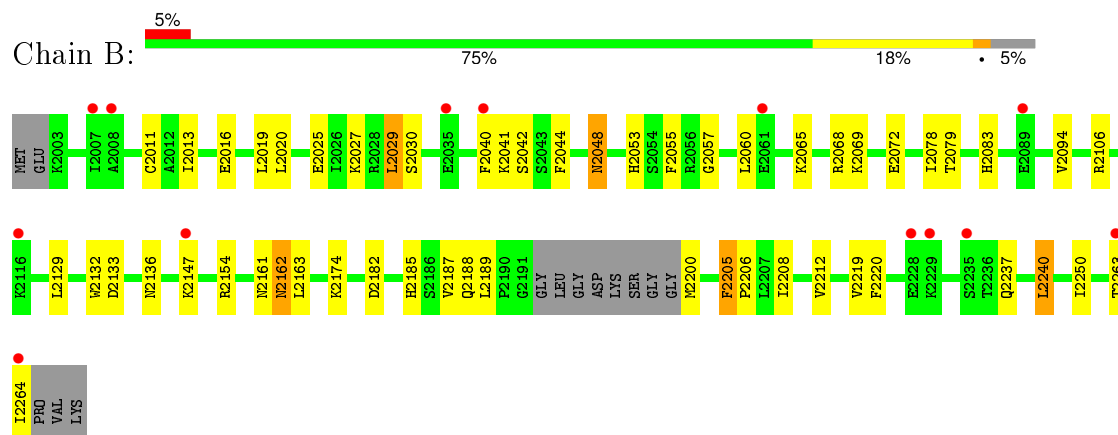 5%
Chain B:
75% 18% • 5%
MET GLU K2003 I2007 A2008 C2011 A2012 I2013 E2016 L2019 L2020 E2025 I2026 K2027 R2028 L2029 S2030 E2035 F2040 K2041 S2042 S2043 F2044 N2048 H2053 S2054 F2055 R2056 G2057 L2060 E2061 K2065 R2068 K2069 E2072 I2078 T2079 H2083 E2089 V2094 R2106
K2116 L2129 W2132 D2133 N2136 K2147 R2154 N2161 N2162 L2163 K2174 D2182 H2185 S2186 V2187 Q2188 L2189 P2190 G2191 GLY LEU GLY ASP LYS SER GLY GLY M2200 F2205 P2206 L2207 I2208 V2212 V2219 F2220 E2228 K2229 S2235 T2236 Q2237 L2240 I2250 T2263
I2264 PRO VAL LYS